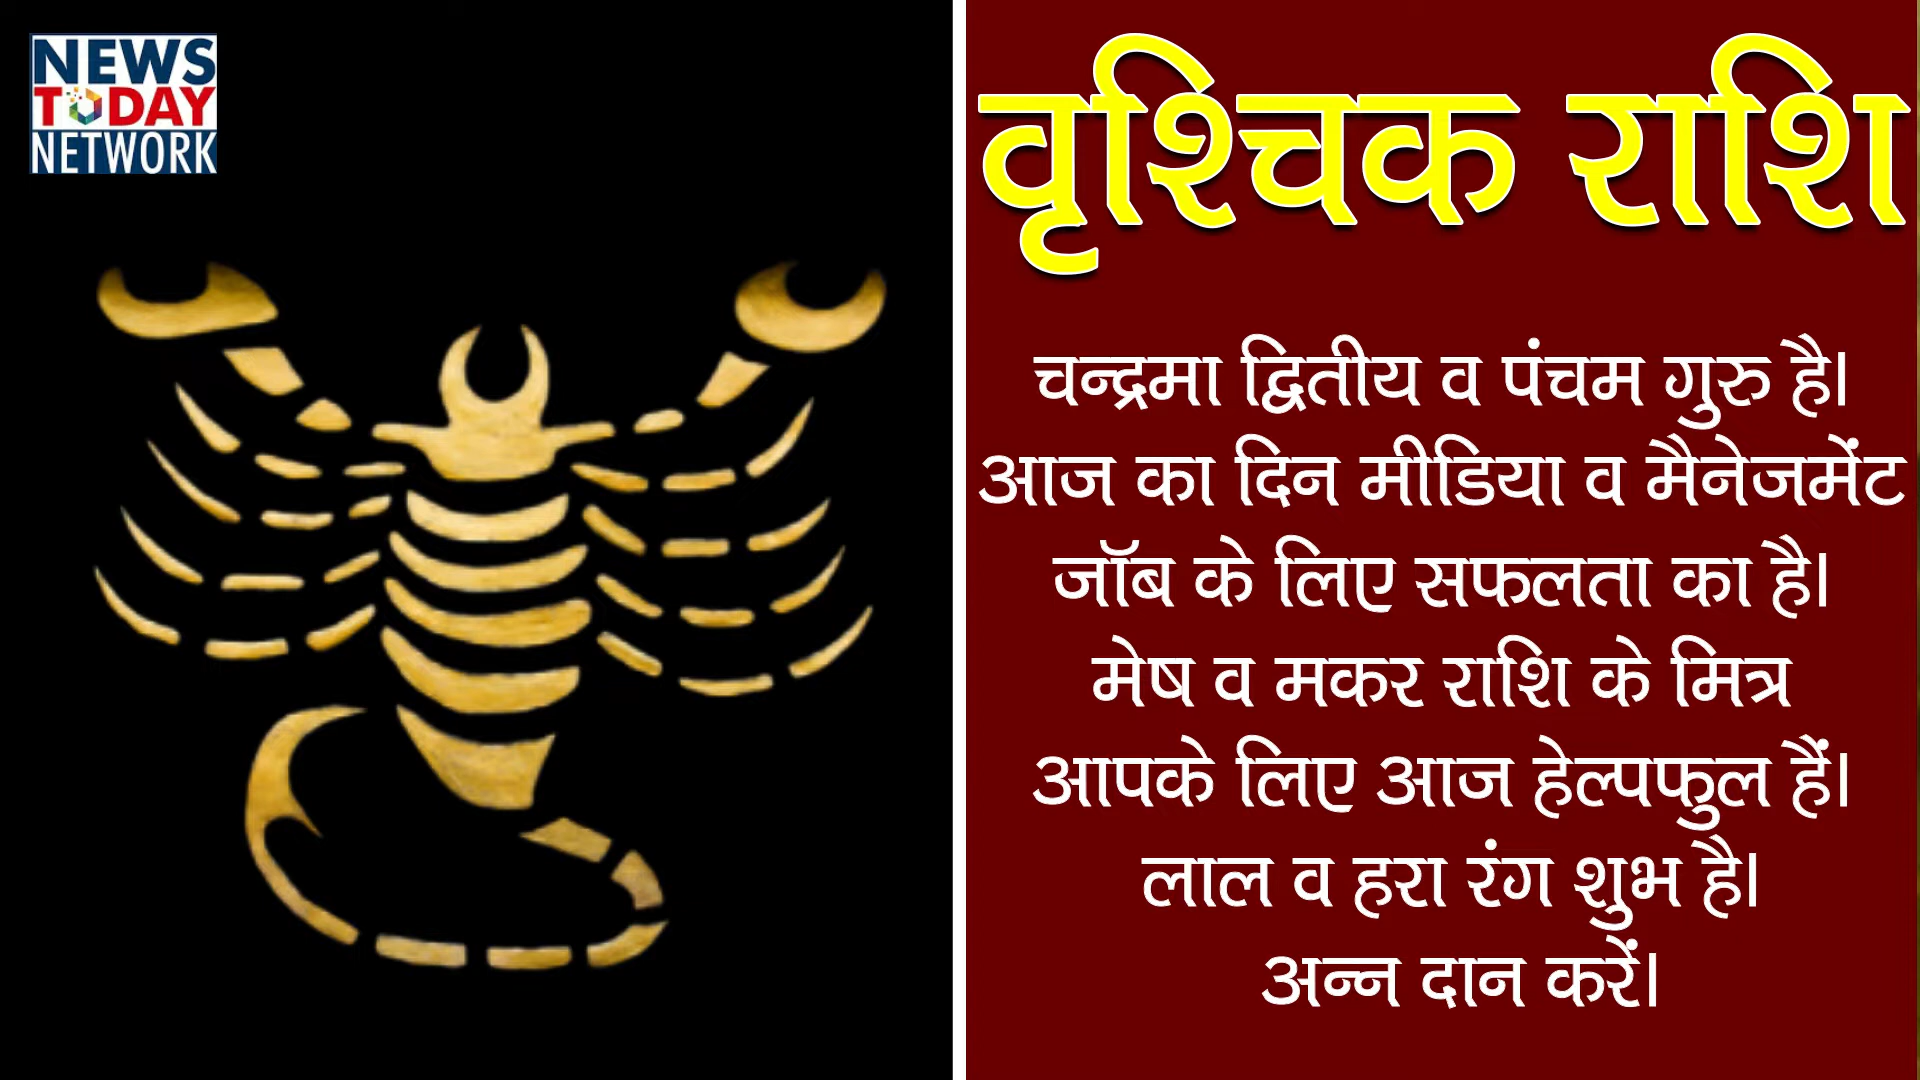 NEWS
TODAY
NETWORK
वृश्चिक राशि
चन्द्रमा द्वितीय व पंचम गुरु है।
आज का दिन मीडिया व मैनेजमेंट
जॉब के लिए सफलता का है।
मेष व मकर राशि के मित्र
आपके लिए आज हेल्पफुल हैं।
लाल व हरा रंग शुभ है।
अन्न दान करें।